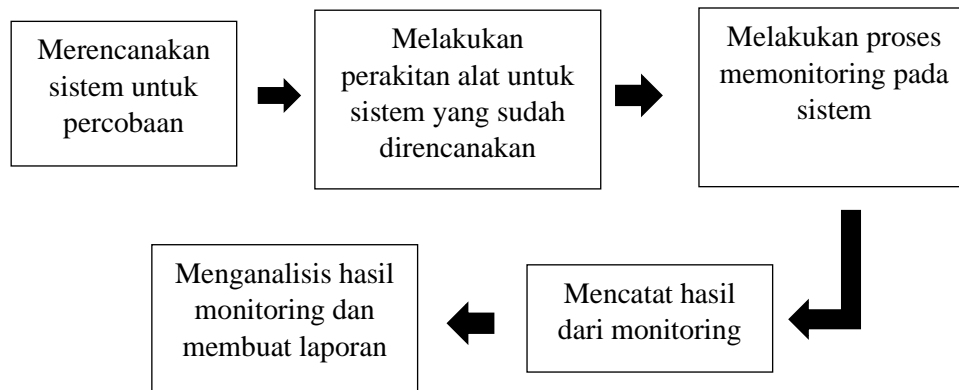 Merencanakan
sistem untuk
percobaan
Melakukan
perakitan alat untuk
sistem yang sudah
direncanakan
Melakukan proses
memonitoring pada
sistem
Mencatat hasil
dari monitoring
Menganalisis hasil
monitoring dan
membuat laporan